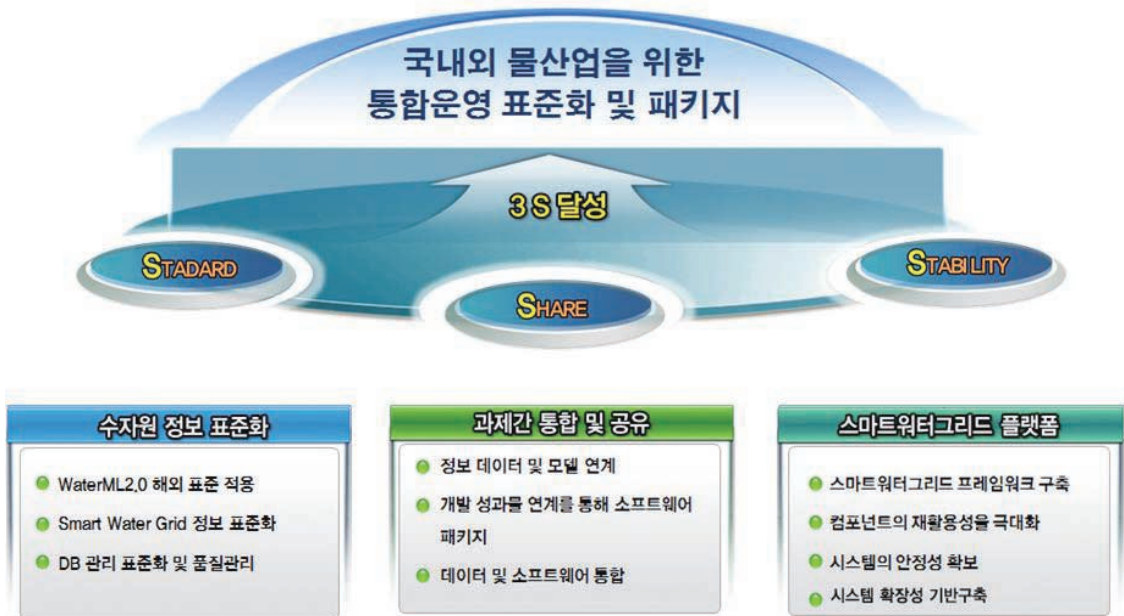 국내외 물산업을 위한
통합운영 표준화 및 패키지
3 S 달성
STADARD
SHARE
STABILITY
수자원 정보 표준화
WaterML2.0 해외 표준 적용
Smart Water Grid 정보 표준화
DB 관리 표준화 및 품질관리
과제간 통합 및 공유
정보 데이터 및 모델 연계
개발 성과물 연계를 통해 소프트웨어
패키지
데이터 및 소프트웨어 통합
스마트워터그리드 플랫폼
스마트워터그리드 프레임워크 구축
컴포넌트의 재활용성을 극대화
시스템의 안정성 확보
시스템 확장성 기반구축